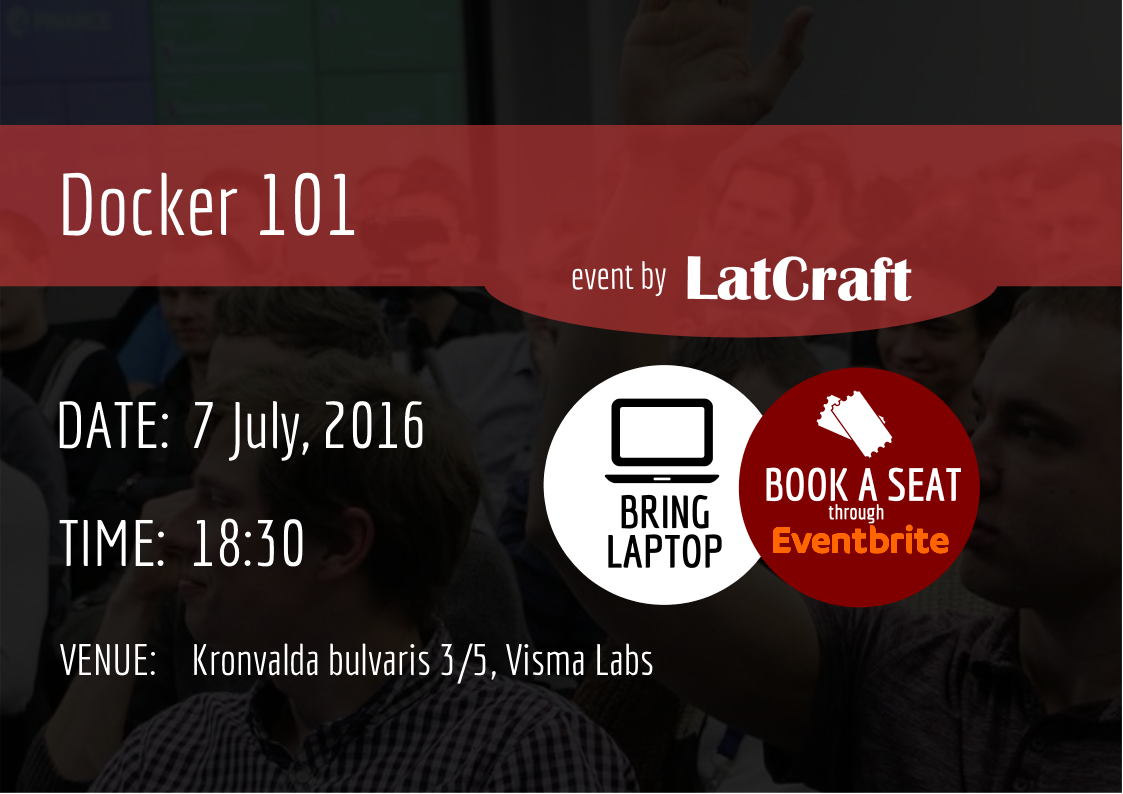 FINANCE
Docker 101
event by LatCraft
DATE: 7 July, 2016
TIME: 18:30
VENUE: Kronvalda bulvaris 3/5, Visma Labs
BRING
LAPTOP
BOOK A SEAT
through
Eventbrite